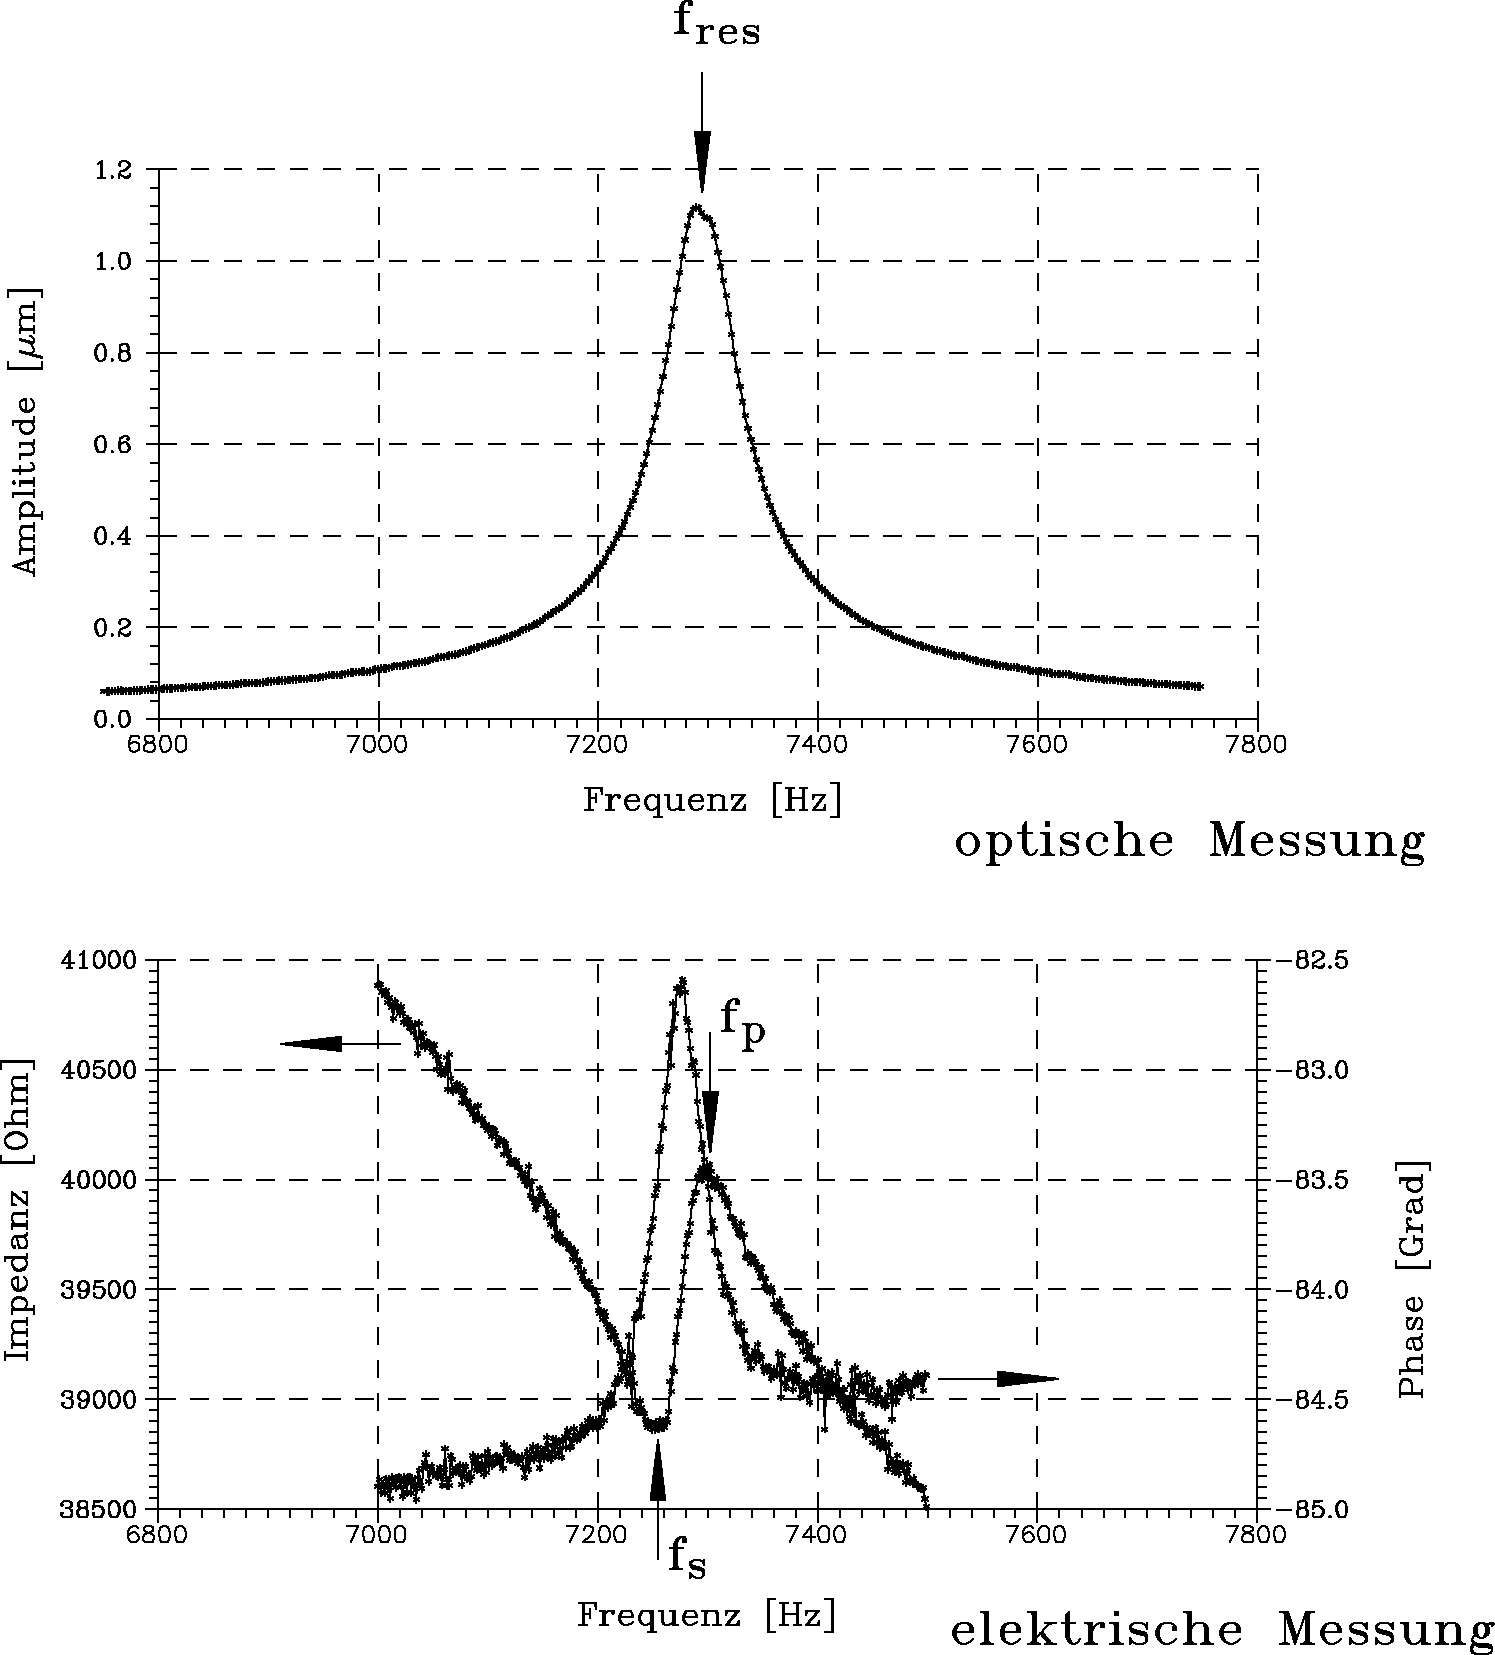 f_res
1.2
1.0
0.8
0.6
0.4
0.2
0.0
Amplitude [µm]
6800 7000 7200 7400 7600 7800
Frequenz [Hz]
optische Messung
41000
40500
40000
39500
39000
38500
Impedanz [Ohm]
f_p
f_s
-82.5
-83.0
-83.5
-84.0
-84.5
-85.0
Phase [Grad]
6800 7000 7200 7400 7600 7800
Frequenz [Hz]
elektrische Messung